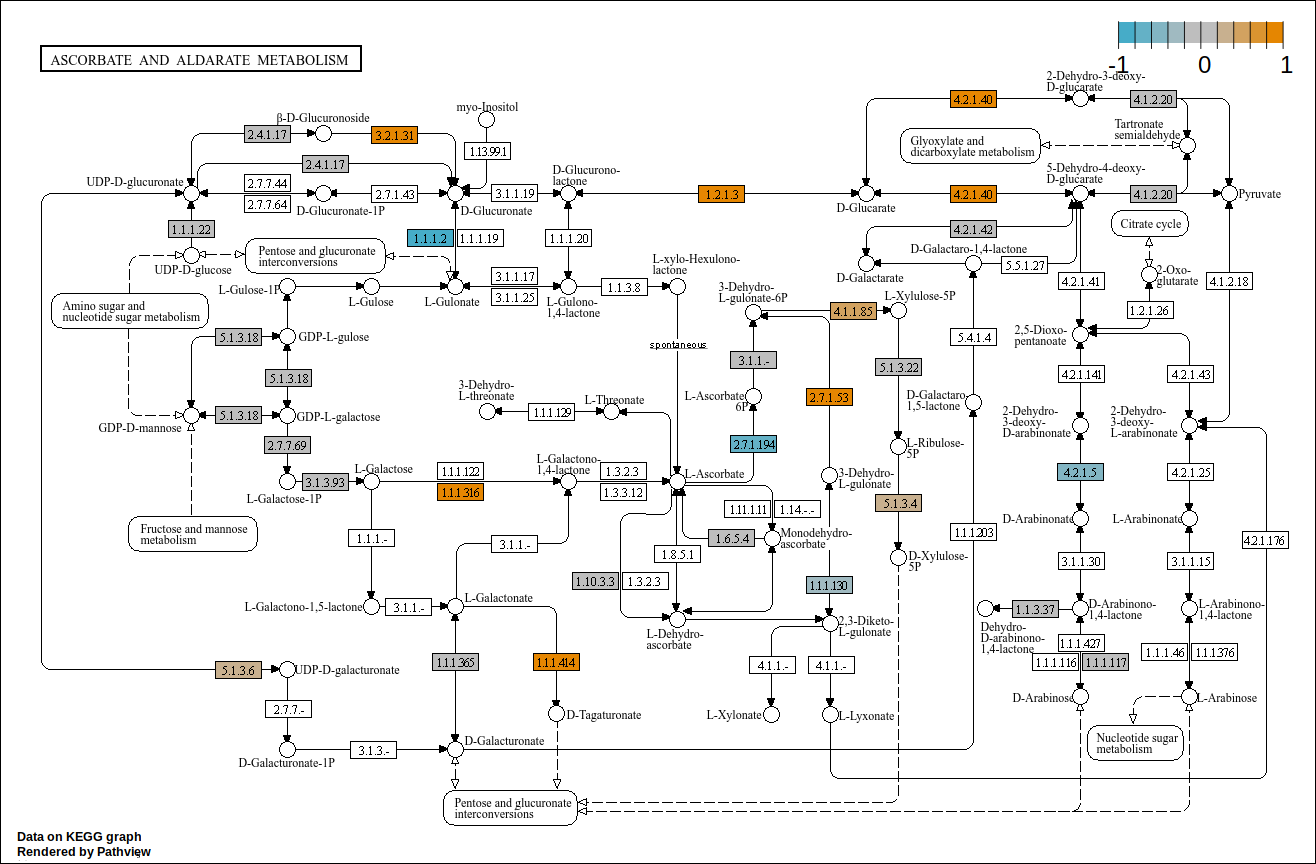 ASCORBATE AND ALDARATE METABOLISM
-1
0
1
myo-Inositol
β-D-Glucuronoside
2.4.1.17
3.2.1.31
1.13.99.1
2.4.1.17
UDP-D-glucuronate
2.7.7.44
2.7.7.64
D-Glucuronate-1P
2.7.1.43
D-Glucuronate
3.1.1.19
D-Glucurono-
lactone
1.2.1.3
1.1.1.22
UDP-D-glucose
Pentose and glucuronate
interconversions
1.1.1.2
1.1.1.19
1.1.1.20
Amino sugar and
nucleotide sugar metabolism
L-Gulose-1P
L-Gulose
L-Gulonate
3.1.1.17
3.1.1.25
L-Gulono-
1,4-lactone
1.1.3.8
L-xylo-Hexulono-
lactone
spontaneous
5.1.3.18
GDP-L-gulose
5.1.3.18
5.1.3.18
GDP-L-galactose
GDP-D-mannose
2.7.7.69
L-Galactose-1P
3.1.3.93
L-Galactose
1.1.1.122
1.1.1.316
L-Galactono-
1,4-lactone
1.3.2.3
1.3.3.12
L-Ascorbate
3-Dehydro-
L-threonate
1.1.1.129
L-Threonate
Fructose and mannose
metabolism
1.1.1.-
3.1.1.-
L-Galactono-1,5-lactone
3.1.1.-
L-Galactonate
1.1.1.365
1.1.1.414
5.1.3.6
UDP-D-galacturonate
2.7.7.-
D-Galacturonate-1P
3.1.3.-
D-Galacturonate
D-Tagaturonate
Pentose and glucuronate
interconversions
1.10.3.3
1.3.2.3
1.8.5.1
1.6.5.4
1.11.1.11
1.14.-.-
Monodehydro-
ascorbate
L-Dehydro-
ascorbate
2,3-Diketo-
L-gulonate
4.1.1.-
4.1.1.-
L-Xylonate
L-Lyxonate
3-Dehydro-
L-gulonate-6P
3.1.1.-
L-Ascorbate
6P
2.7.1.194
2.7.1.53
3-Dehydro-
L-gulonate
1.1.1.130
4.1.1.85
L-Xylulose-5P
5.1.3.22
L-Ribulose-
5P
5.1.3.4
D-Xylulose-
5P
4.2.1.40
2-Dehydro-3-deoxy-
D-glucarate
4.1.2.20
Tartronate
semialdehyde
Glyoxylate and
dicarboxylate metabolism
D-Glucarate
4.2.1.40
5-Dehydro-4-deoxy-
D-glucarate
4.1.2.20
Pyruvate
4.2.1.42
D-Galactarate
D-Galactaro-1,4-lactone
5.5.1.27
5.4.1.4
D-Galactaro
1,5-lactone
1.1.1.203
Citrate cycle
2-Oxo-
glutarate
1.2.1.26
4.1.2.18
4.2.1.41
2,5-Dioxo-
pentanoate
4.2.1.141
4.2.1.43
2-Dehydro-
3-deoxy-
D-arabinonate
2-Dehydro-
3-deoxy-
L-arabinonate
4.2.1.5
4.2.1.25
D-Arabinonate
L-Arabinonate
4.2.1.176
3.1.1.30
3.1.1.15
1.1.3.37
D-Arabinono-
1,4-lactone
L-Arabinono-
1,4-lactone
Dehydro-
D-arabinono-
1,4-lactone
1.1.1.427
1.1.1.116
1.1.1.117
1.1.1.46
1.1.1.376
D-Arabinose
L-Arabinose
Nucleotide sugar
metabolism
Data on KEGG graph
Rendered by Pathview